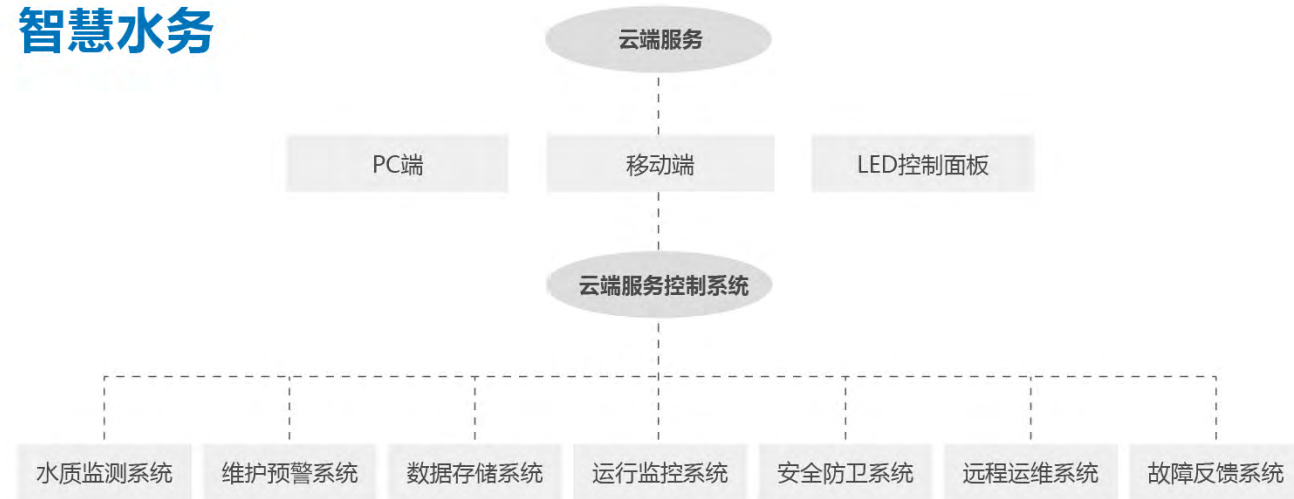 智慧水务
云端服务
PC端
移动端
LED控制面板
云端服务控制系统
水质监测系统
维护预警系统
数据存储系统
运行监控系统
安全防卫系统
远程运维系统
故障反馈系统